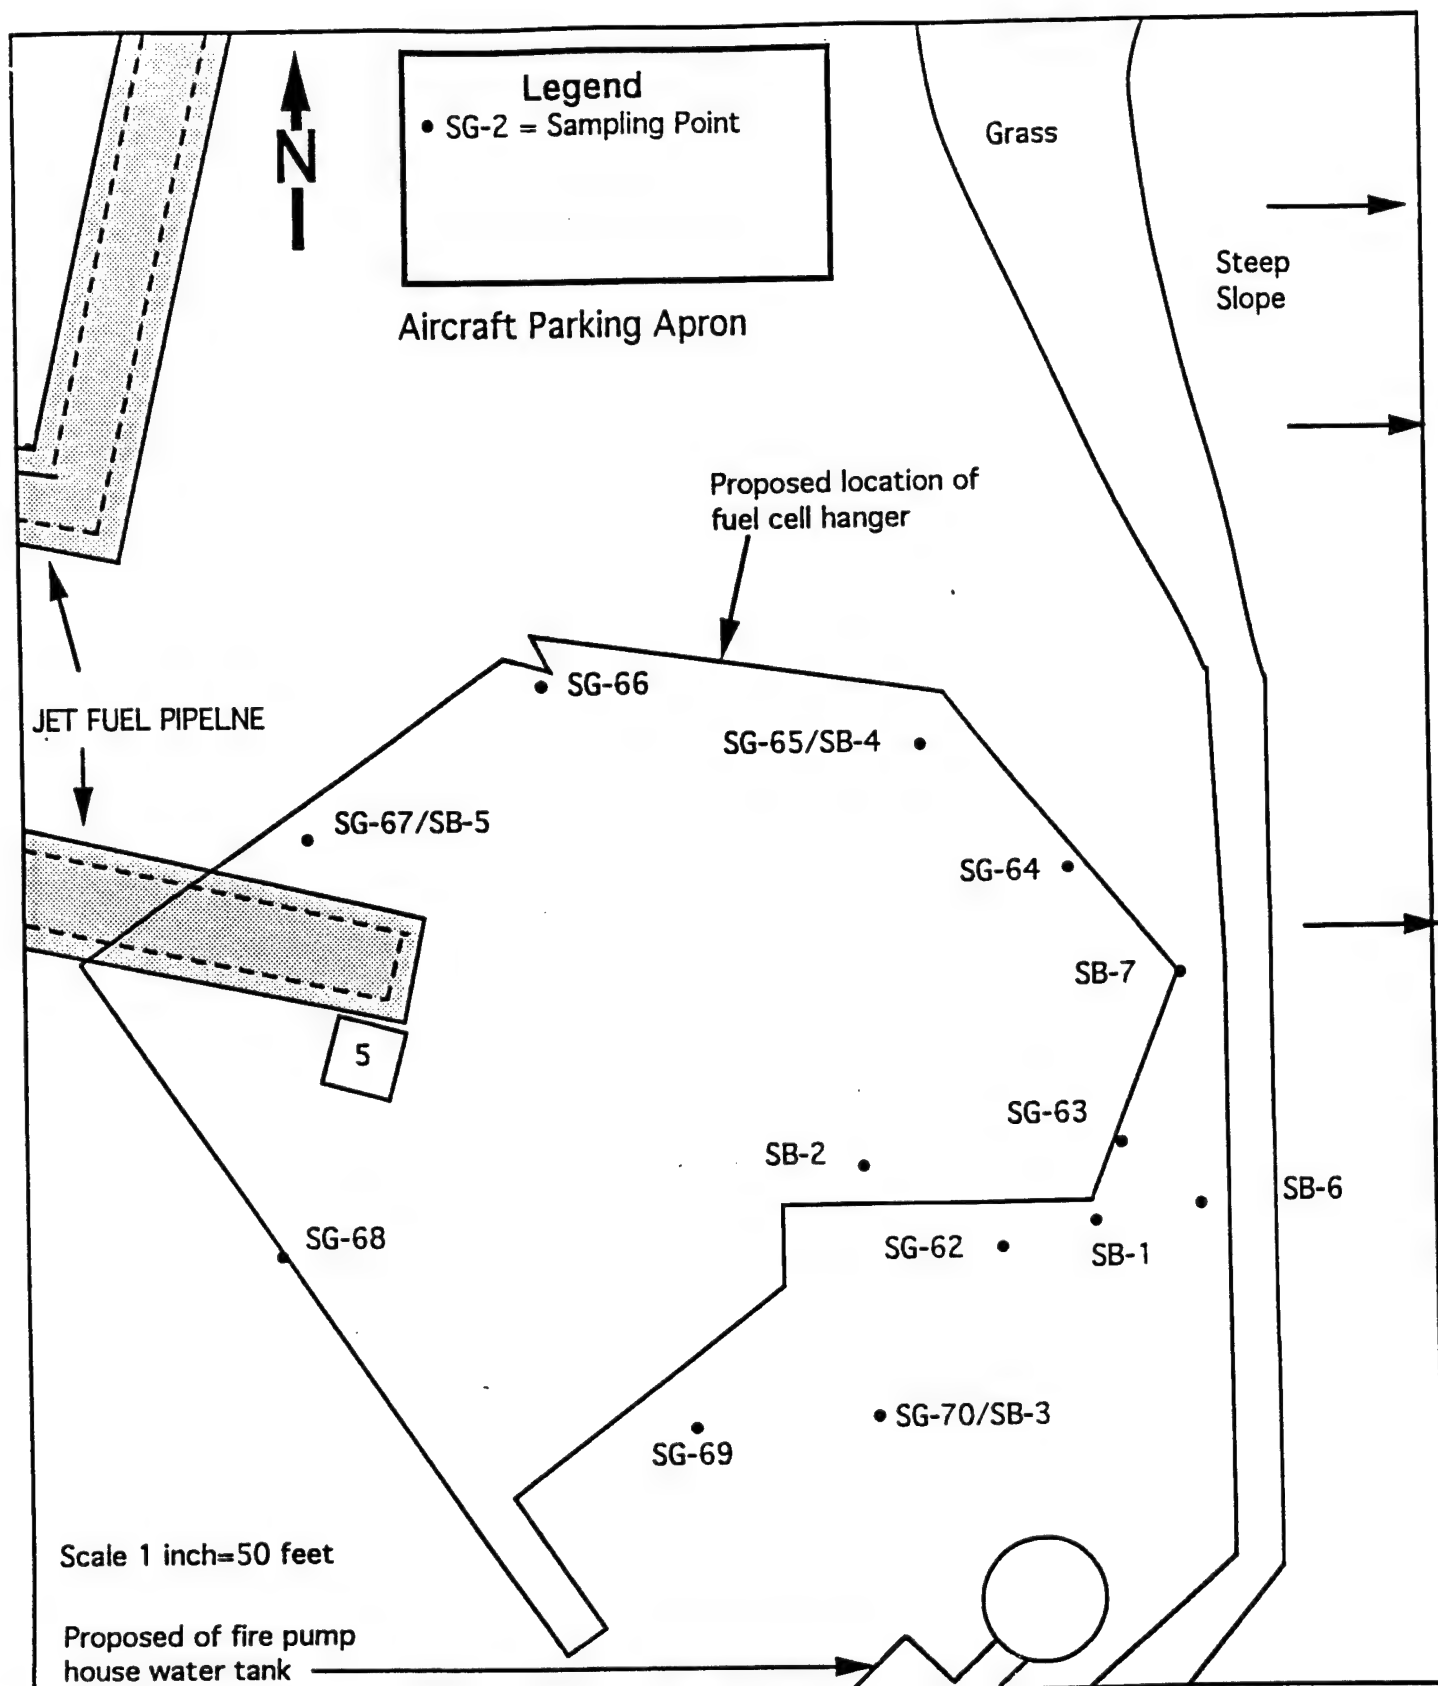 Legend
• SG-2 = Sampling Point
N
Grass
Steep
Slope
Aircraft Parking Apron
Proposed location of
fuel cell hanger
SG-66
JET FUEL PIPELNE
SG-65/SB-4
SG-67/SB-5
SG-64
SB-7
5
SG-63
SB-2
SB-6
SG-68
SG-62
SB-1
SG-70/SB-3
SG-69
Scale 1 inch=50 feet
Proposed of fire pump
house water tank